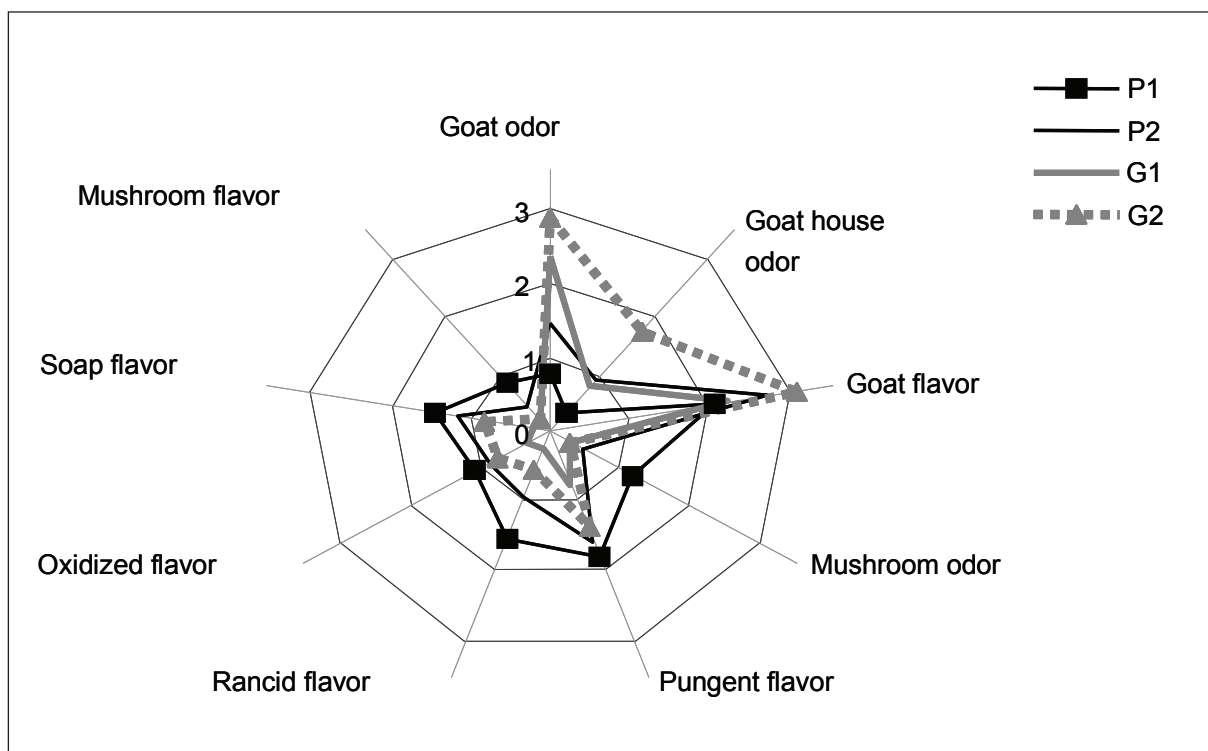 P1
P2
G1
G2
Goat odor
Goat house
odor
Goat flavor
Mushroom odor
Pungent flavor
Rancid flavor
Oxidized flavor
Soap flavor
Mushroom flavor
3
2
1
0